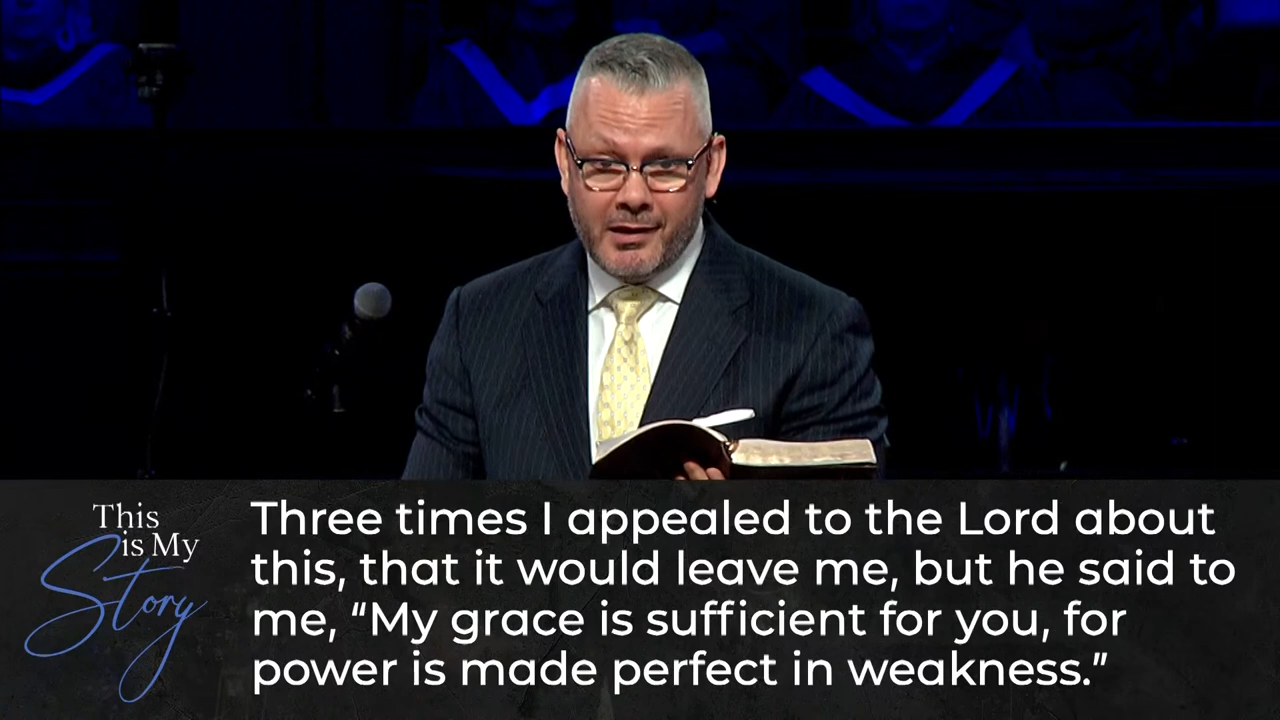 This
is My
Story
Three times I appealed to the Lord about
this, that it would leave me, but he said to
me, “My grace is sufficient for you, for
power is made perfect in weakness.”